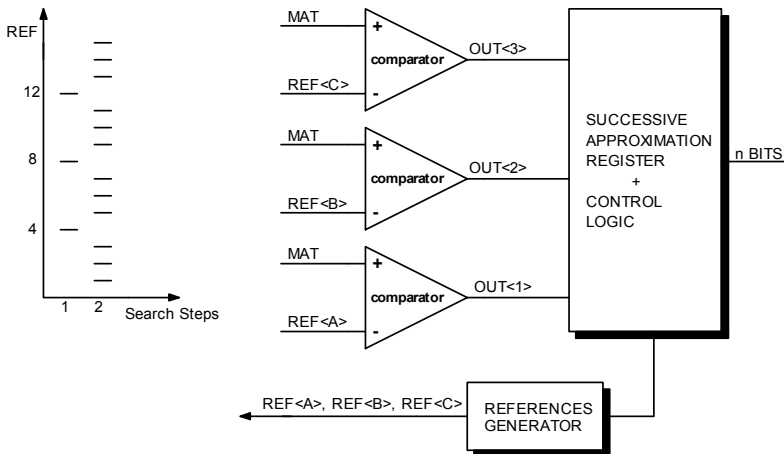 REF
12
8
4
1 2
Search Steps
MAT
+
comparator
REF<C>
-
OUT<3>
MAT
+
comparator
REF<B>
-
OUT<2>
MAT
+
comparator
REF<A>
-
OUT<1>
SUCCESSIVE
APPROXIMATION
REGISTER
+
CONTROL
LOGIC
n BITS
REF<A>, REF<B>, REF<C>
REFERENCES
GENERATOR